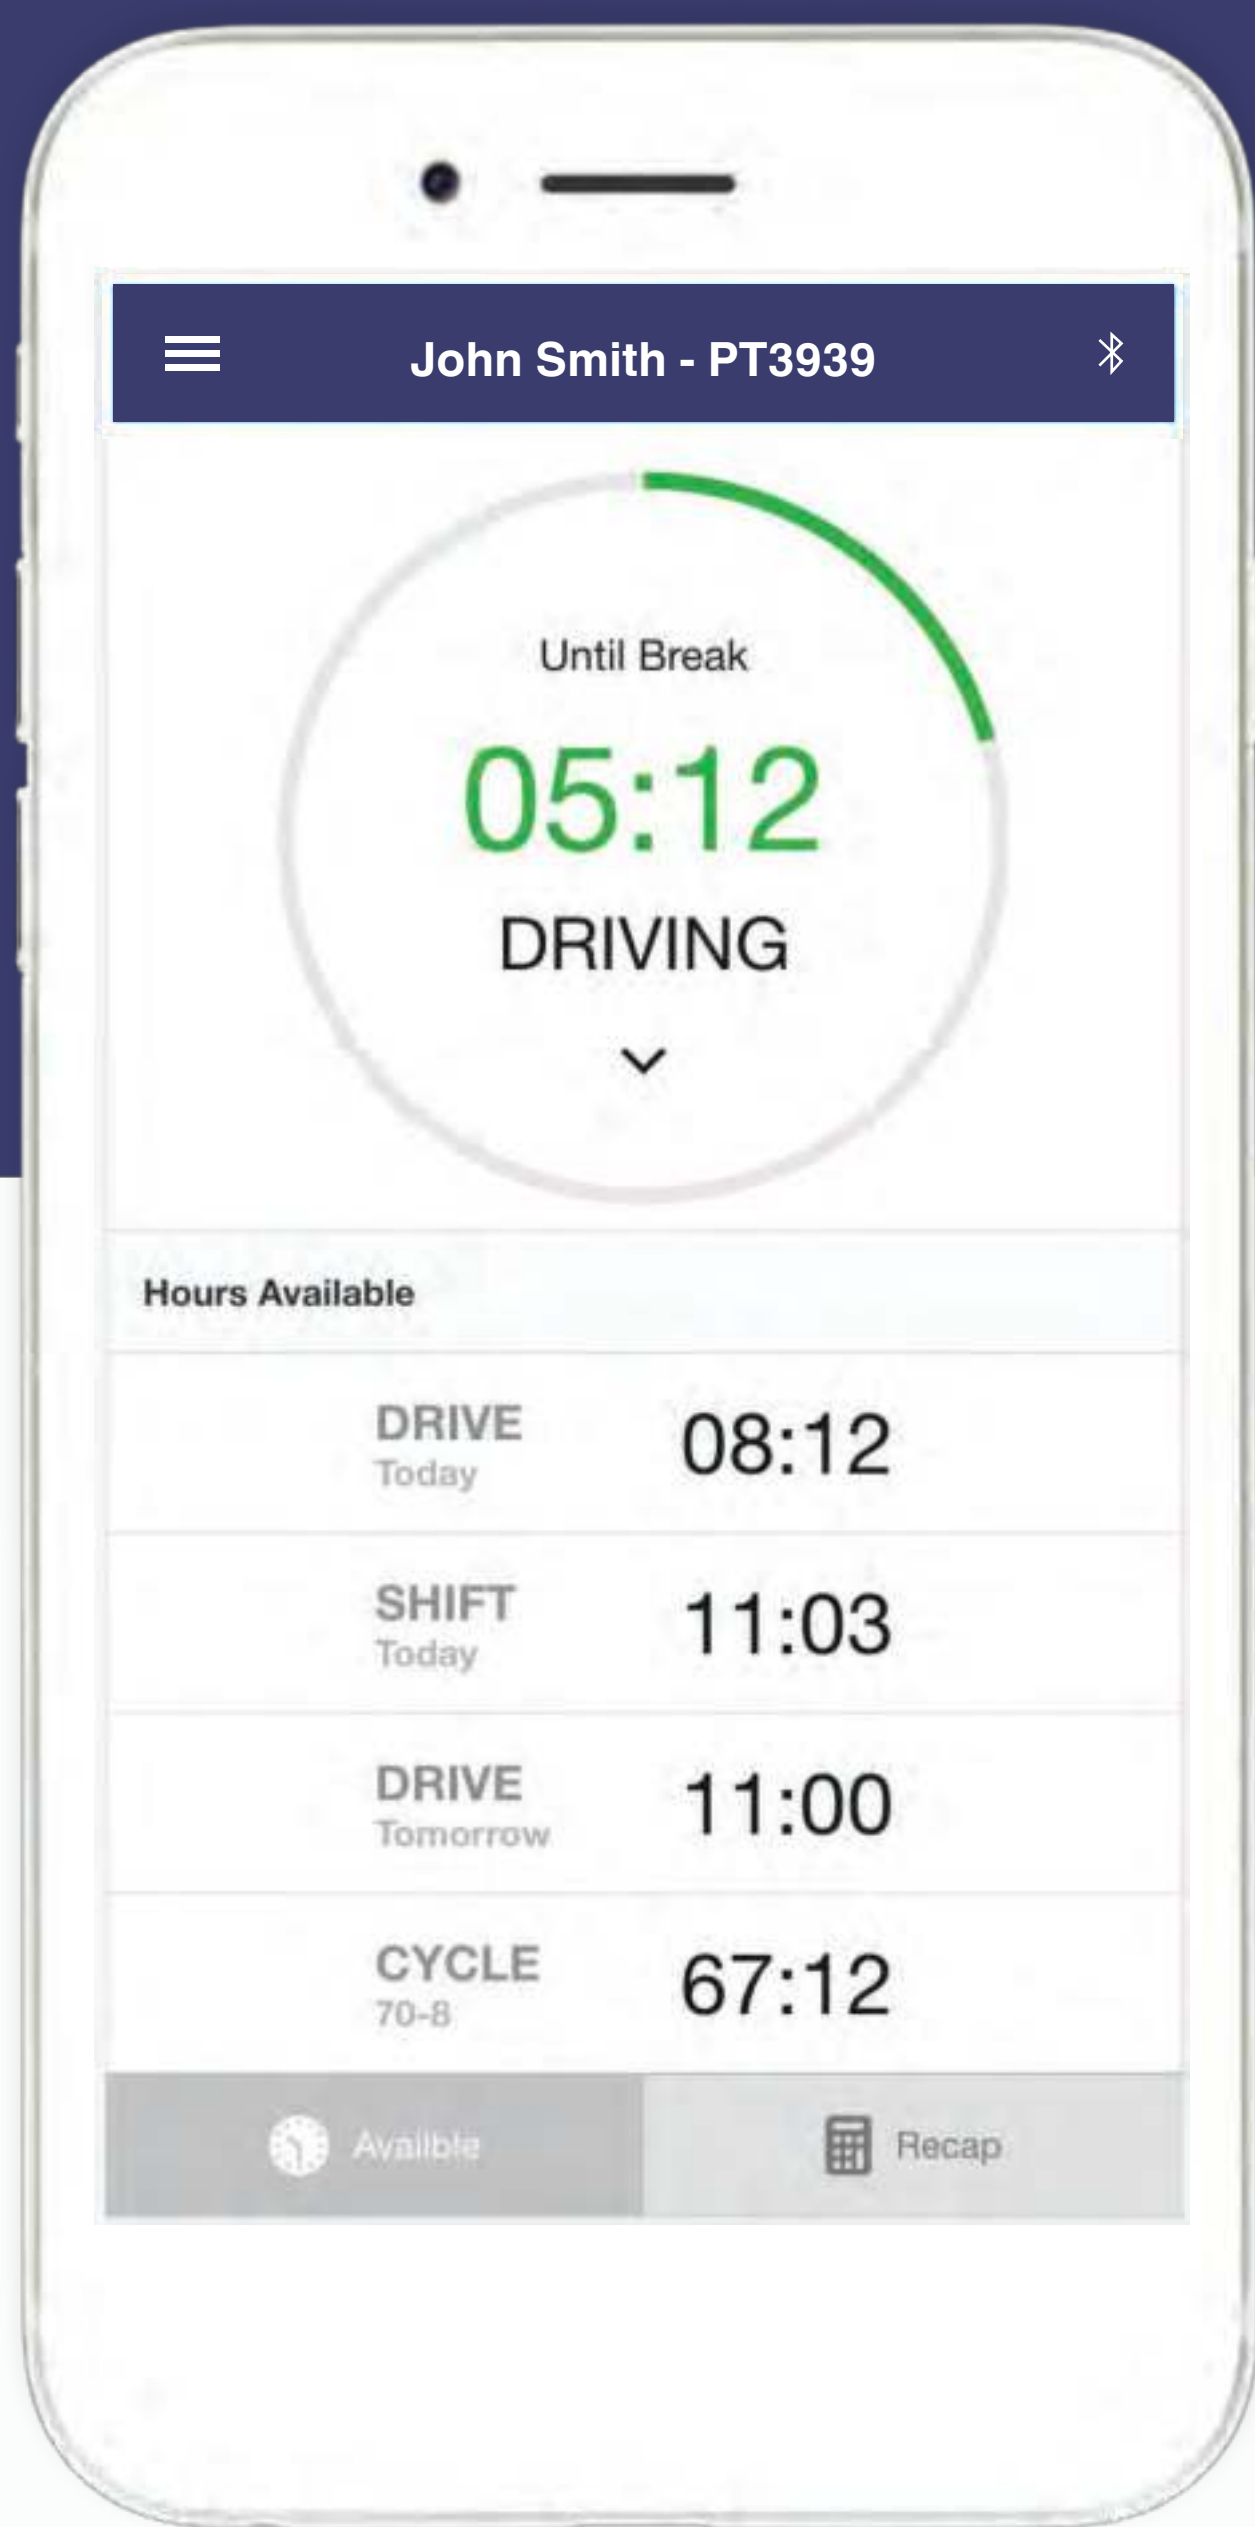 John Smith - PT3939
Until Break
05:12
DRIVING
Hours Available
DRIVE
Today
08:12
SHIFT
Today
11:03
DRIVE
Tomorrow
11:00
CYCLE
70-8
67:12
Availble
Recap